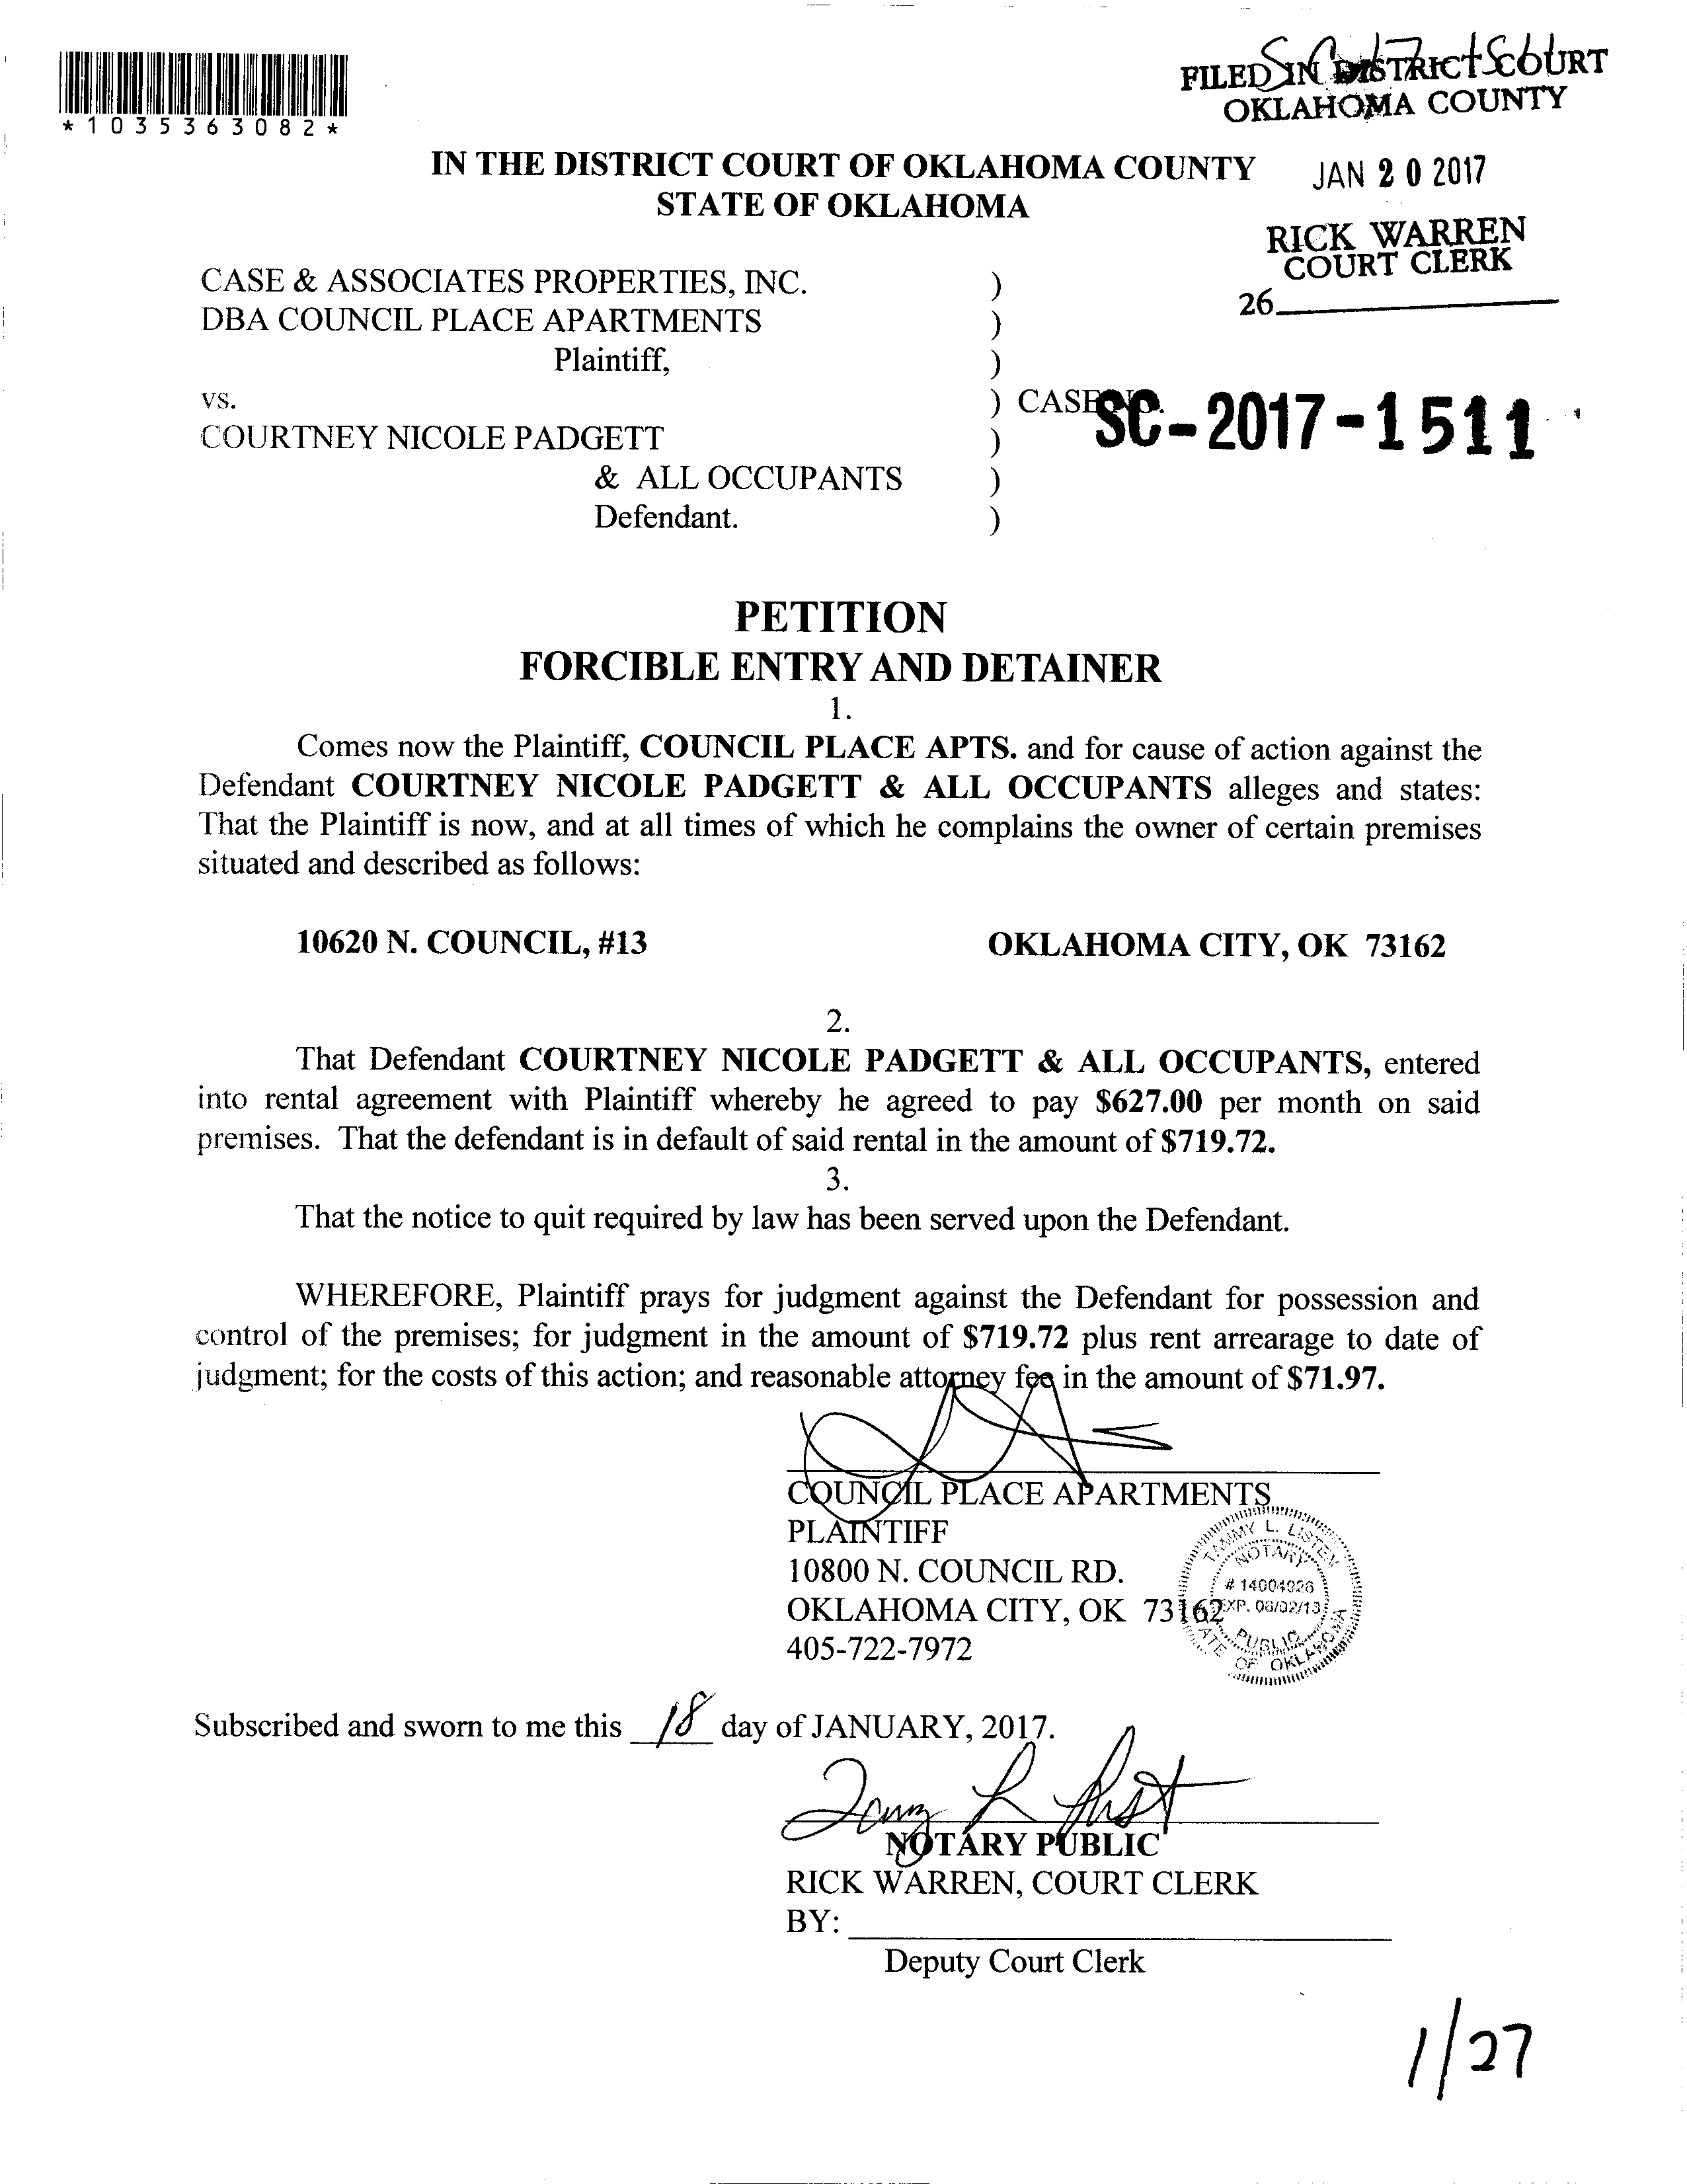 *1035363082*
FILED IN DISTRICT COURT
OKLAHOMA COUNTY
IN THE DISTRICT COURT OF OKLAHOMA COUNTY
STATE OF OKLAHOMA
JAN 20 2017
RICK WARREN
COURT CLERK
26
CASE & ASSOCIATES PROPERTIES, INC. )
DBA COUNCIL PLACE APARTMENTS )
Plaintiff, )
vs. ) CASE NO. SC-2017-1511
COURTNEY NICOLE PADGETT )
& ALL OCCUPANTS )
Defendant. )
PETITION
FORCIBLE ENTRY AND DETAINER
1.
Comes now the Plaintiff, COUNCIL PLACE APTS. and for cause of action against the
Defendant COURTNEY NICOLE PADGETT & ALL OCCUPANTS alleges and states:
That the Plaintiff is now, and at all times of which he complains the owner of certain premises
situated and described as follows:
10620 N. COUNCIL, #13 OKLAHOMA CITY, OK 73162
2.
That Defendant COURTNEY NICOLE PADGETT & ALL OCCUPANTS, entered
into rental agreement with Plaintiff whereby he agreed to pay $627.00 per month on said
premises. That the defendant is in default of said rental in the amount of $719.72.
3.
That the notice to quit required by law has been served upon the Defendant.
WHEREFORE, Plaintiff prays for judgment against the Defendant for possession and
control of the premises; for judgment in the amount of $719.72 plus rent arrearage to date of
judgment; for the costs of this action; and reasonable attorney fee in the amount of $71.97.
COUNCIL PLACE APARTMENTS
PLAINTIFF
10800 N. COUNCIL RD.
OKLAHOMA CITY, OK 73162
405-722-7972
TAMMY L. LISTEN
NOTARY
# 14004926
EXP.
PUBLIC
STATE OF OKLAHOMA
Subscribed and sworn to me this 18 day of JANUARY, 2017.
NOTARY PUBLIC
RICK WARREN, COURT CLERK
BY:
Deputy Court Clerk
1/27